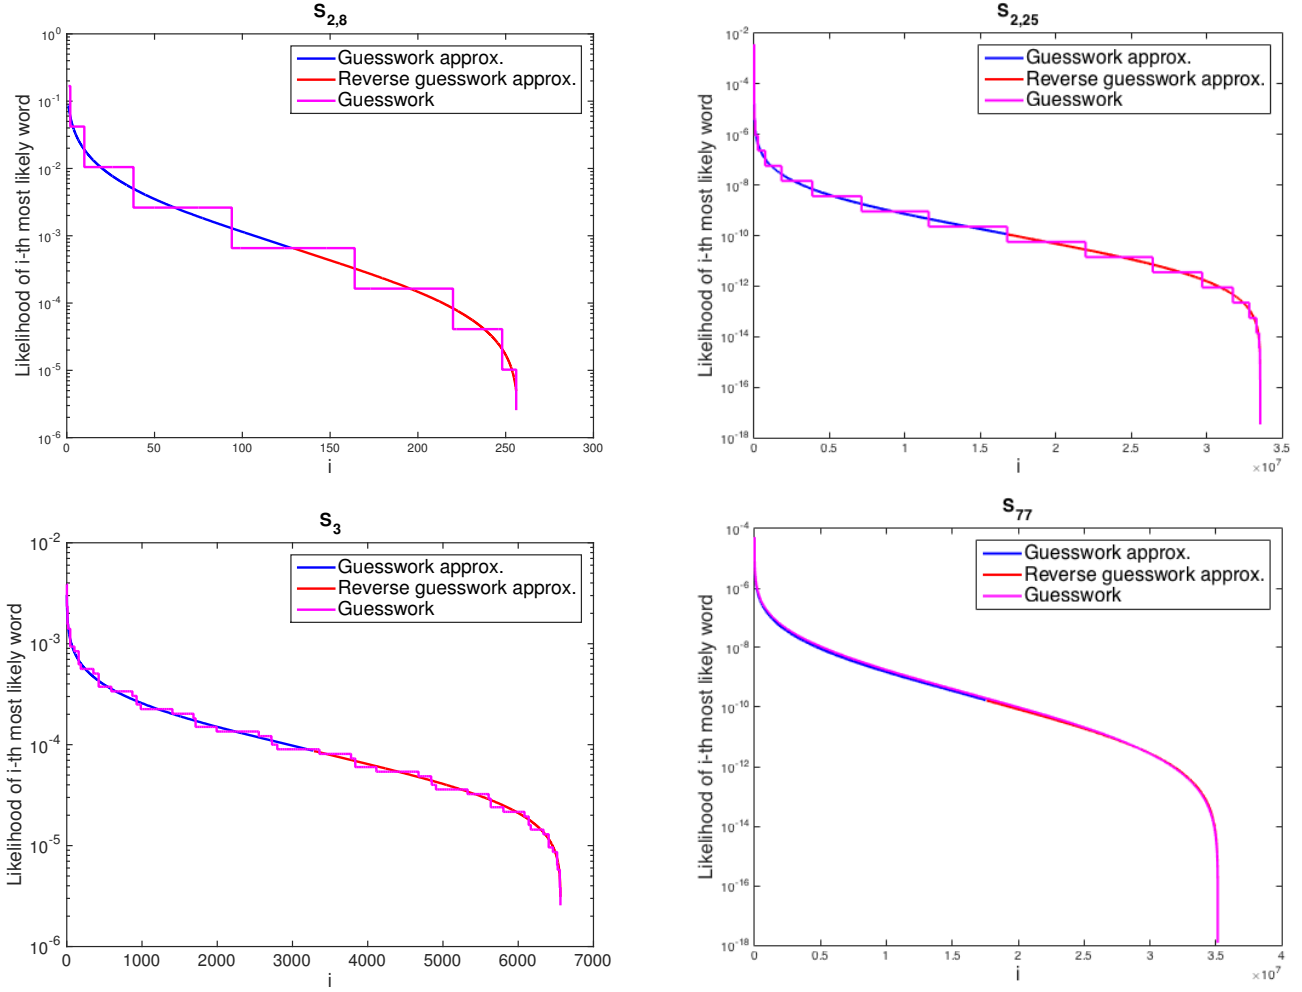 S2,8
Likelihood of i-th most likely word
10^0
10^-1
10^-2
10^-3
10^-4
10^-5
10^-6
Guesswork approx.
Reverse guesswork approx.
Guesswork
0 50 100 150 200 250 300
i
S2,25
Likelihood of i-th most likely word
10^-2
10^-4
10^-6
10^-8
10^-10
10^-12
10^-14
10^-16
10^-18
Guesswork approx.
Reverse guesswork approx.
Guesswork
0 0.5 1 1.5 2 2.5 3 3.5
i
×10^7
S3
Likelihood of i-th most likely word
10^-2
10^-3
10^-4
10^-5
10^-6
Guesswork approx.
Reverse guesswork approx.
Guesswork
0 1000 2000 3000 4000 5000 6000 7000
i
S77
Likelihood of i-th most likely word
10^-4
10^-6
10^-8
10^-10
10^-12
10^-14
10^-16
10^-18
Guesswork approx.
Reverse guesswork approx.
Guesswork
0 0.5 1 1.5 2 2.5 3 3.5 4
i
×10^7